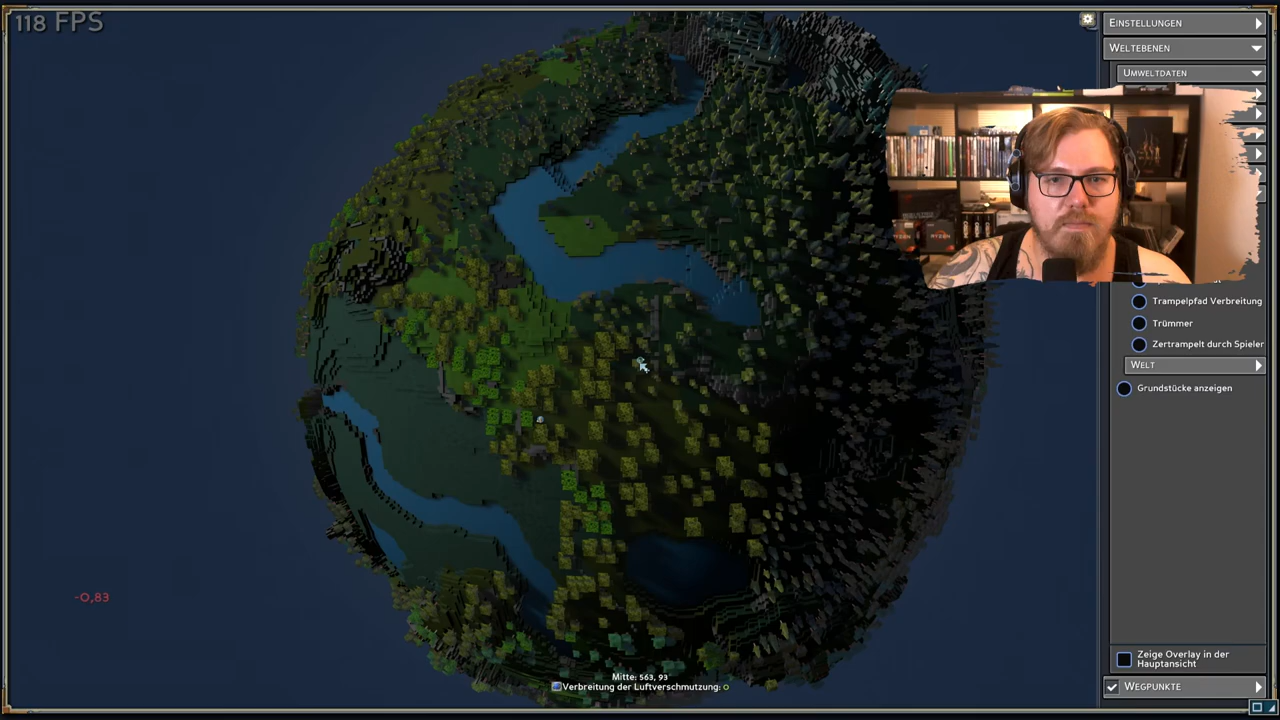 118 FPS
EINSTELLUNGEN
WELTEBENEN
UMWELTDATEN
Trampelpfad Verbreitung
Trümmer
Zertrampelt durch Spieler
WELT
Grundstücke anzeigen
-0,83
Zeige Overlay in der
Hauptansicht
Mitte: 563, 93
Verbreitung der Luftverschmutzung: 0
WEGPUNKTE